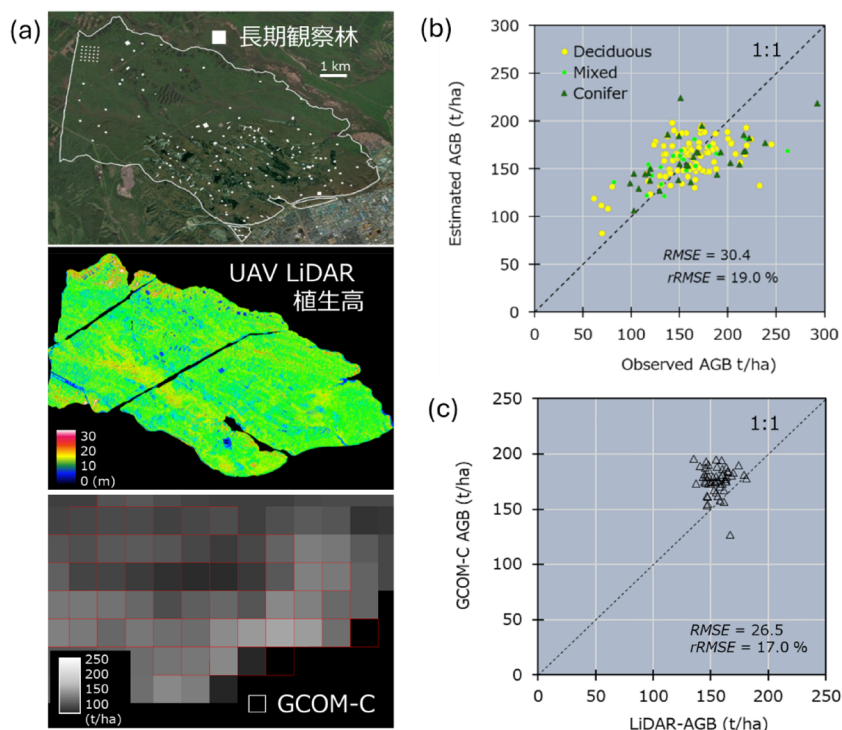 (a)
長期観察林
1 km
UAV LiDAR
植生高
30
20
10
0 (m)
250
200
150
100
(t/ha)
GCOM-C
(b)
300
250
200
150
100
50
0
Estimated AGB (t/ha)
Deciduous
Mixed
Conifer
1:1
RMSE = 30.4
rRMSE = 19.0 %
0 50 100 150 200 250 300
Observed AGB t/ha)
(c)
250
200
150
100
50
0
GCOM-C AGB (t/ha)
1:1
RMSE = 26.5
rRMSE = 17.0 %
0 50 100 150 200 250
LiDAR-AGB (t/ha)